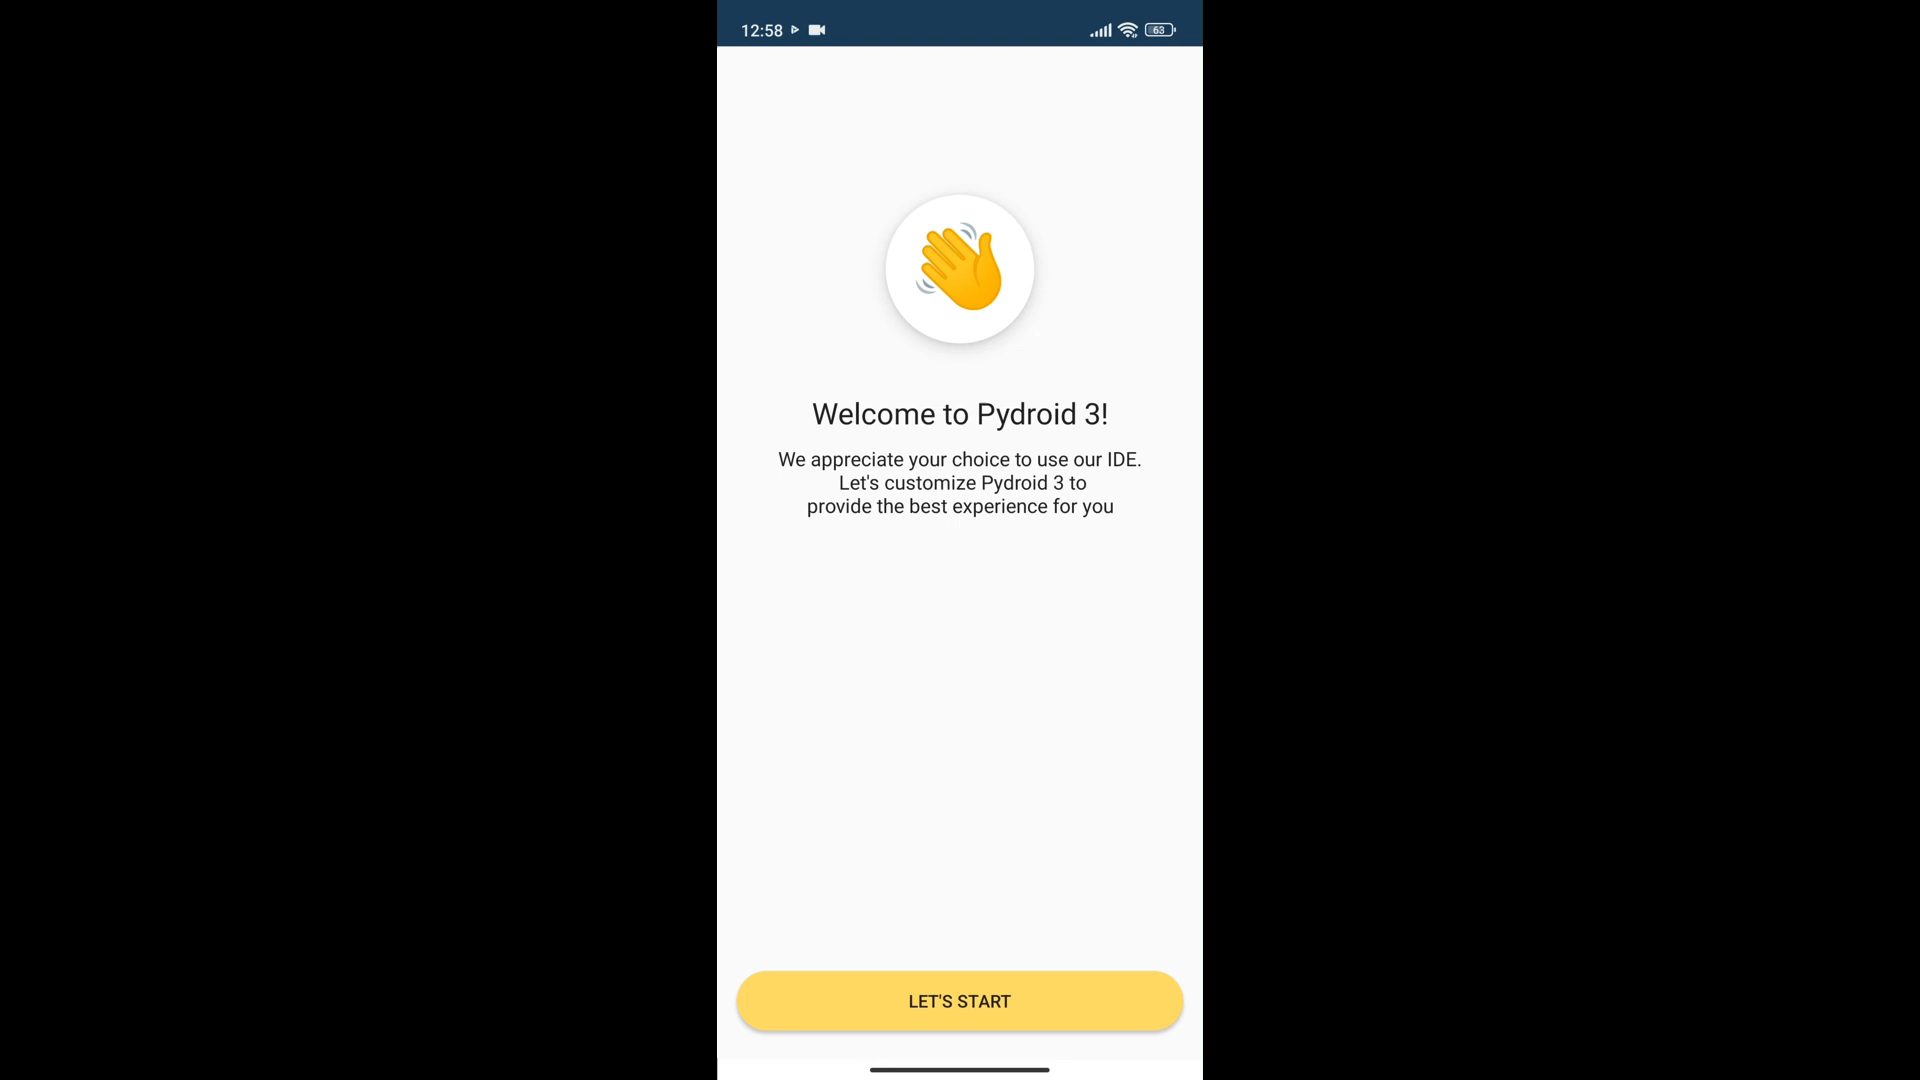 12:58
63
Welcome to Pydroid 3!
We appreciate your choice to use our IDE.
Let's customize Pydroid 3 to
provide the best experience for you
LET'S START